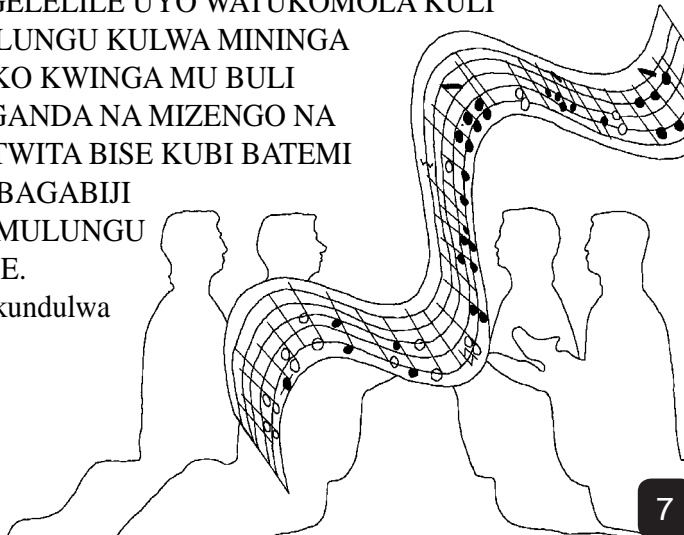 GELELILE UYO WATUKOMOLA KULI
LUNGU KULWA MININGA
KO KWINGA MU BULI
GANDA NA MIZENGO NA
TWITA BISE KUBI BATEMI
BAGABIJI
MULUNGU
E.
kundulwa
7